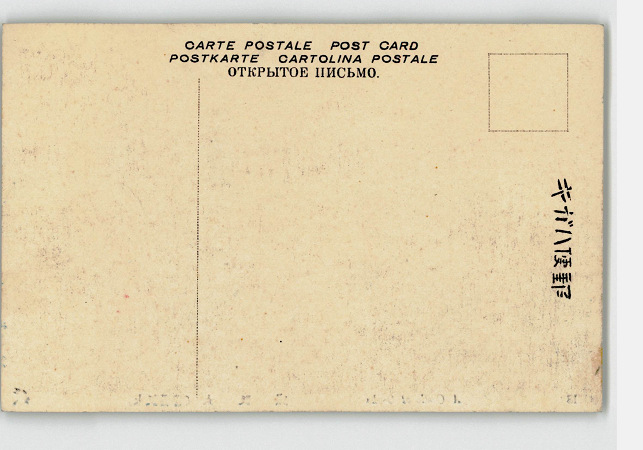 CARTE POSTALE POST CARD
POSTKARTE CARTOLINA POSTALE
ОТКРЫТОЕ ПИСЬМО.
キガハ便郵